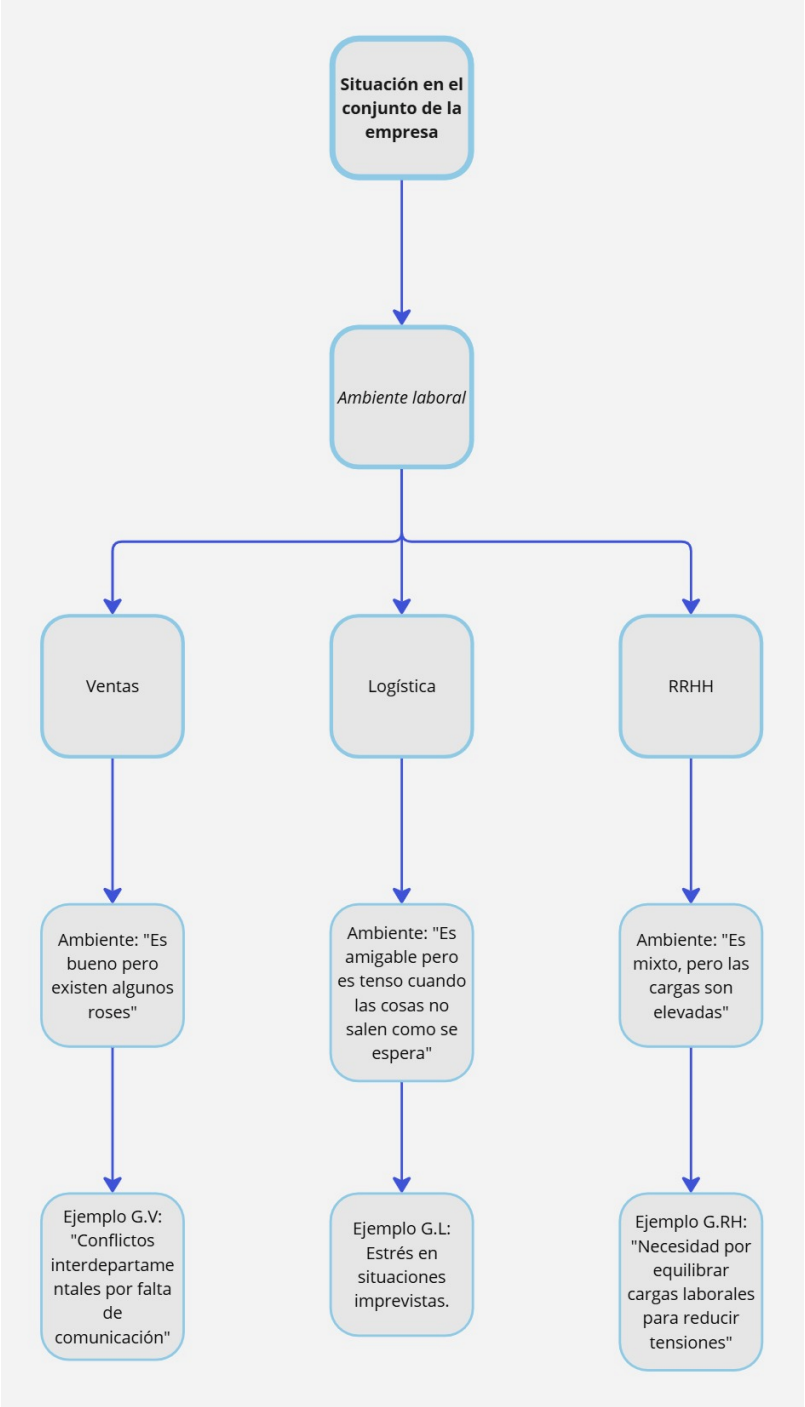 Situación en el
conjunto de la
empresa
Ambiente laboral
Ventas
Logística
RRHH
Ambiente: "Es
bueno pero
existen algunos
roses"
Ambiente: "Es
amigable pero
es tenso cuando
las cosas no
salen como se
espera"
Ambiente: "Es
mixto, pero las
cargas son
elevadas"
Ejemplo G.V:
"Conflictos
interdepartame
ntales por falta
de
comunicación"
Ejemplo G.L:
Estrés en
situaciones
imprevistas.
Ejemplo G.RH:
"Necesidad por
equilibrar
cargas laborales
para reducir
tensiones"